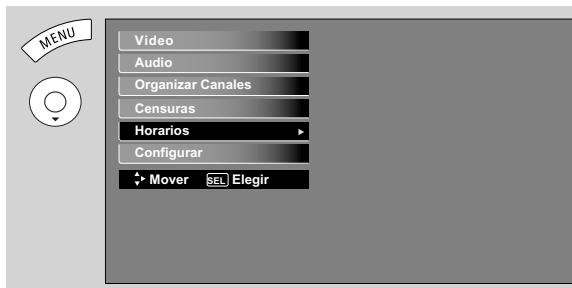 MENU
Video
Audio
Organizar Canales
Censuras
Horarios
Configurar
Mover SEL Elegir